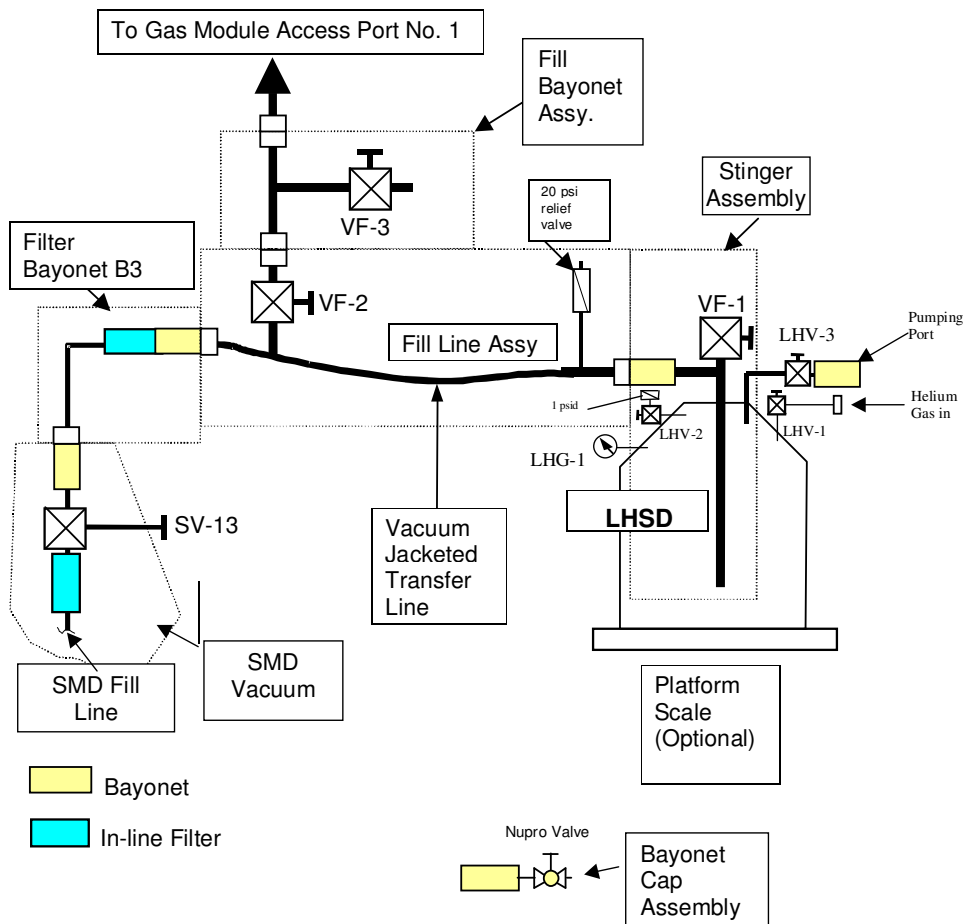 To Gas Module Access Port No. 1
Fill
Bayonet
Assy.
Stinger
Assembly
20 psi
relief
valve
VF-3
Filter
Bayonet B3
VF-2
VF-1
Fill Line Assy
LHV-3
Pumping
Port
1 psid
Helium
Gas in
LHV-2
LHV-1
LHG-1
LHSD
SV-13
Vacuum
Jacketed
Transfer
Line
SMD Fill
Line
SMD
Vacuum
Platform
Scale
(Optional)
Bayonet
In-line Filter
Nupro Valve
Bayonet
Cap
Assembly